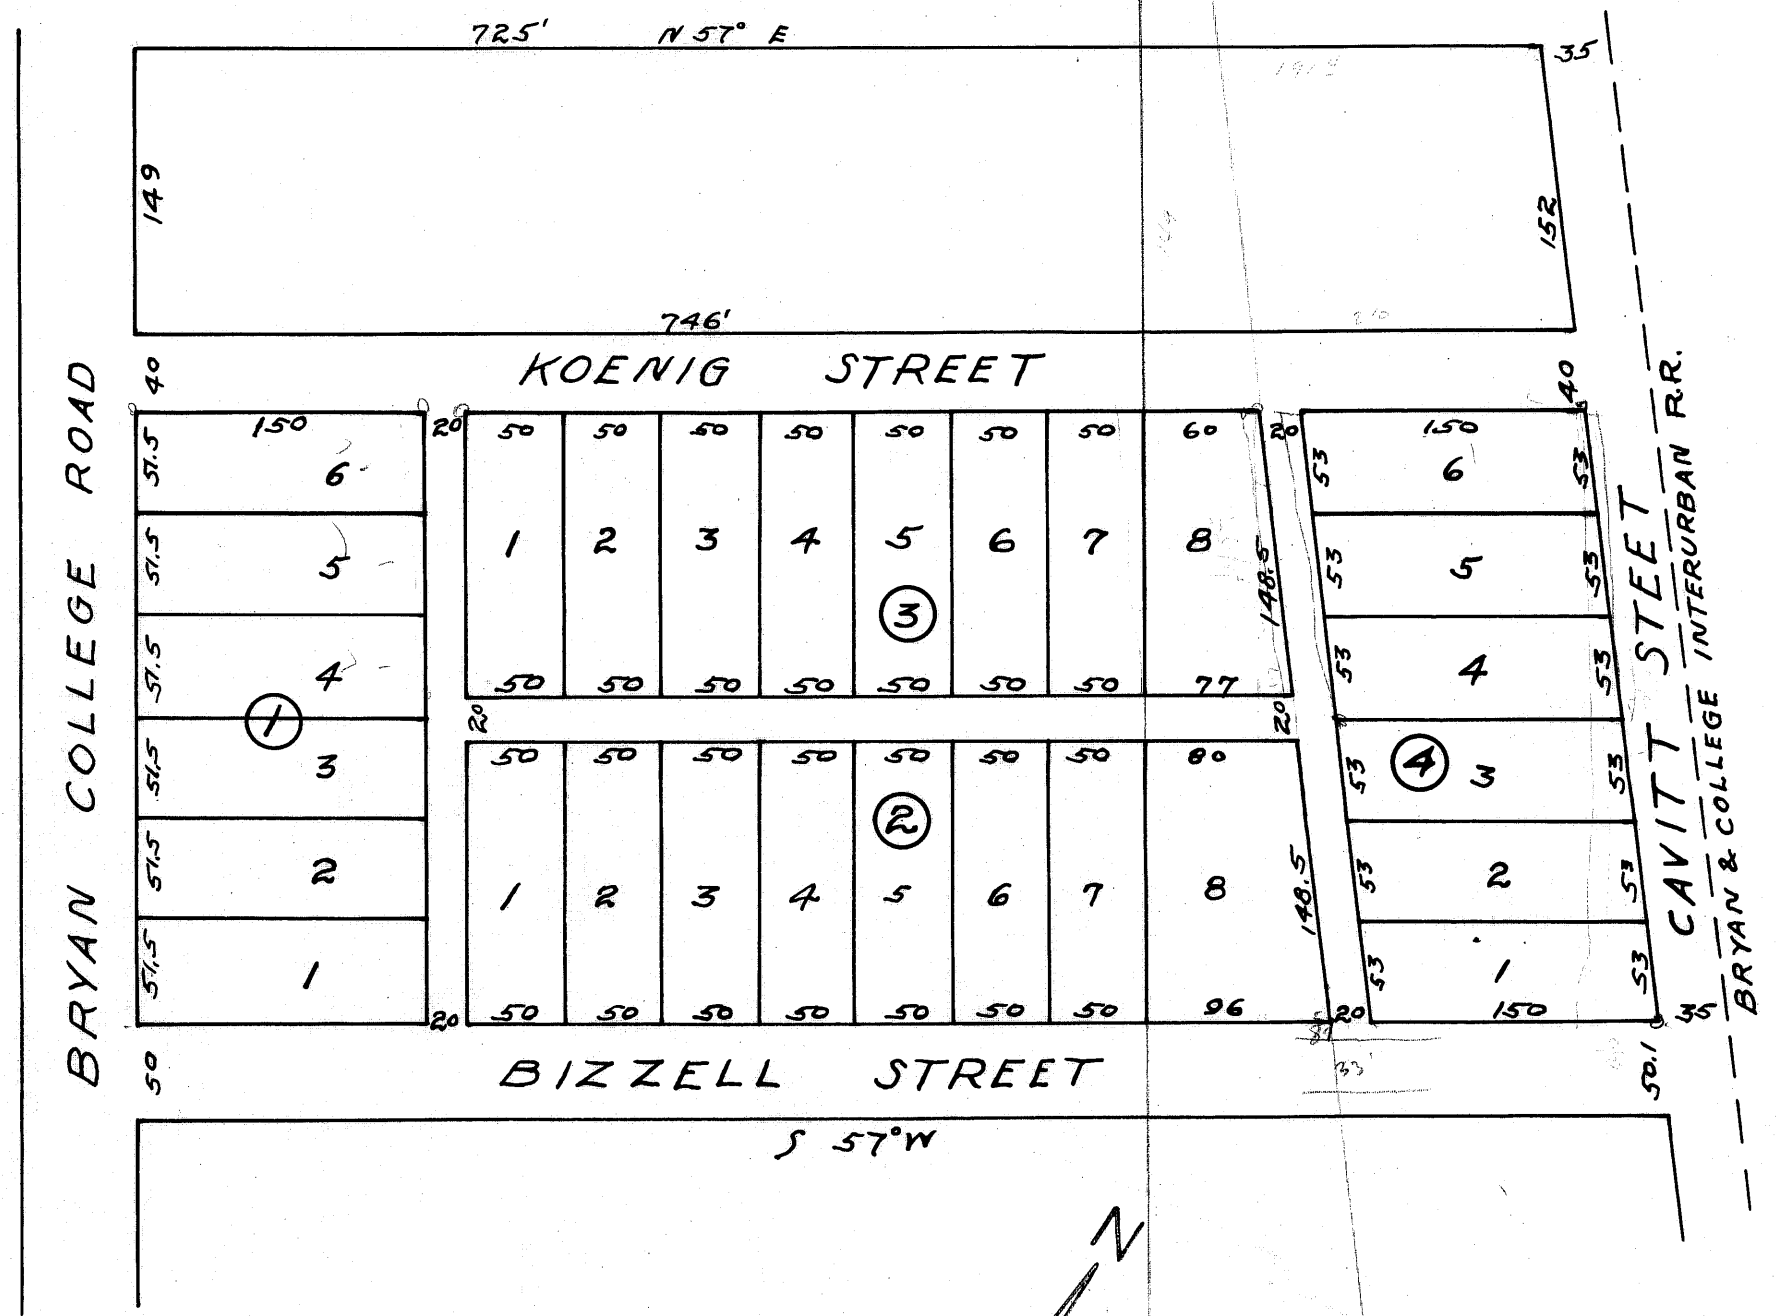 725' N 57° E
35
149
152
746'
KOENIG STREET
40
40
150
20
50 50 50 50 50 50 50 60
20
150
51.5 6
51.5 5
51.5 4
51.5 3
51.5 2
51.5 1
1
1 2 3 4 5 6 7 8
3
148.5
50 50 50 50 50 50 50 77
20
20
50 50 50 50 50 50 50 80
2
1 2 3 4 5 6 7 8
148.5
50 50 50 50 50 50 50 96
20
20
53 6 53
53 5 53
53 4 53
53 4 3 53
53 2 53
53 1 53
150
35
BIZZELL STREET
50
50.1
33'
S 57° W
N
BRYAN COLLEGE ROAD
CAVITT STEET
BRYAN & COLLEGE INTERURBAN R.R.